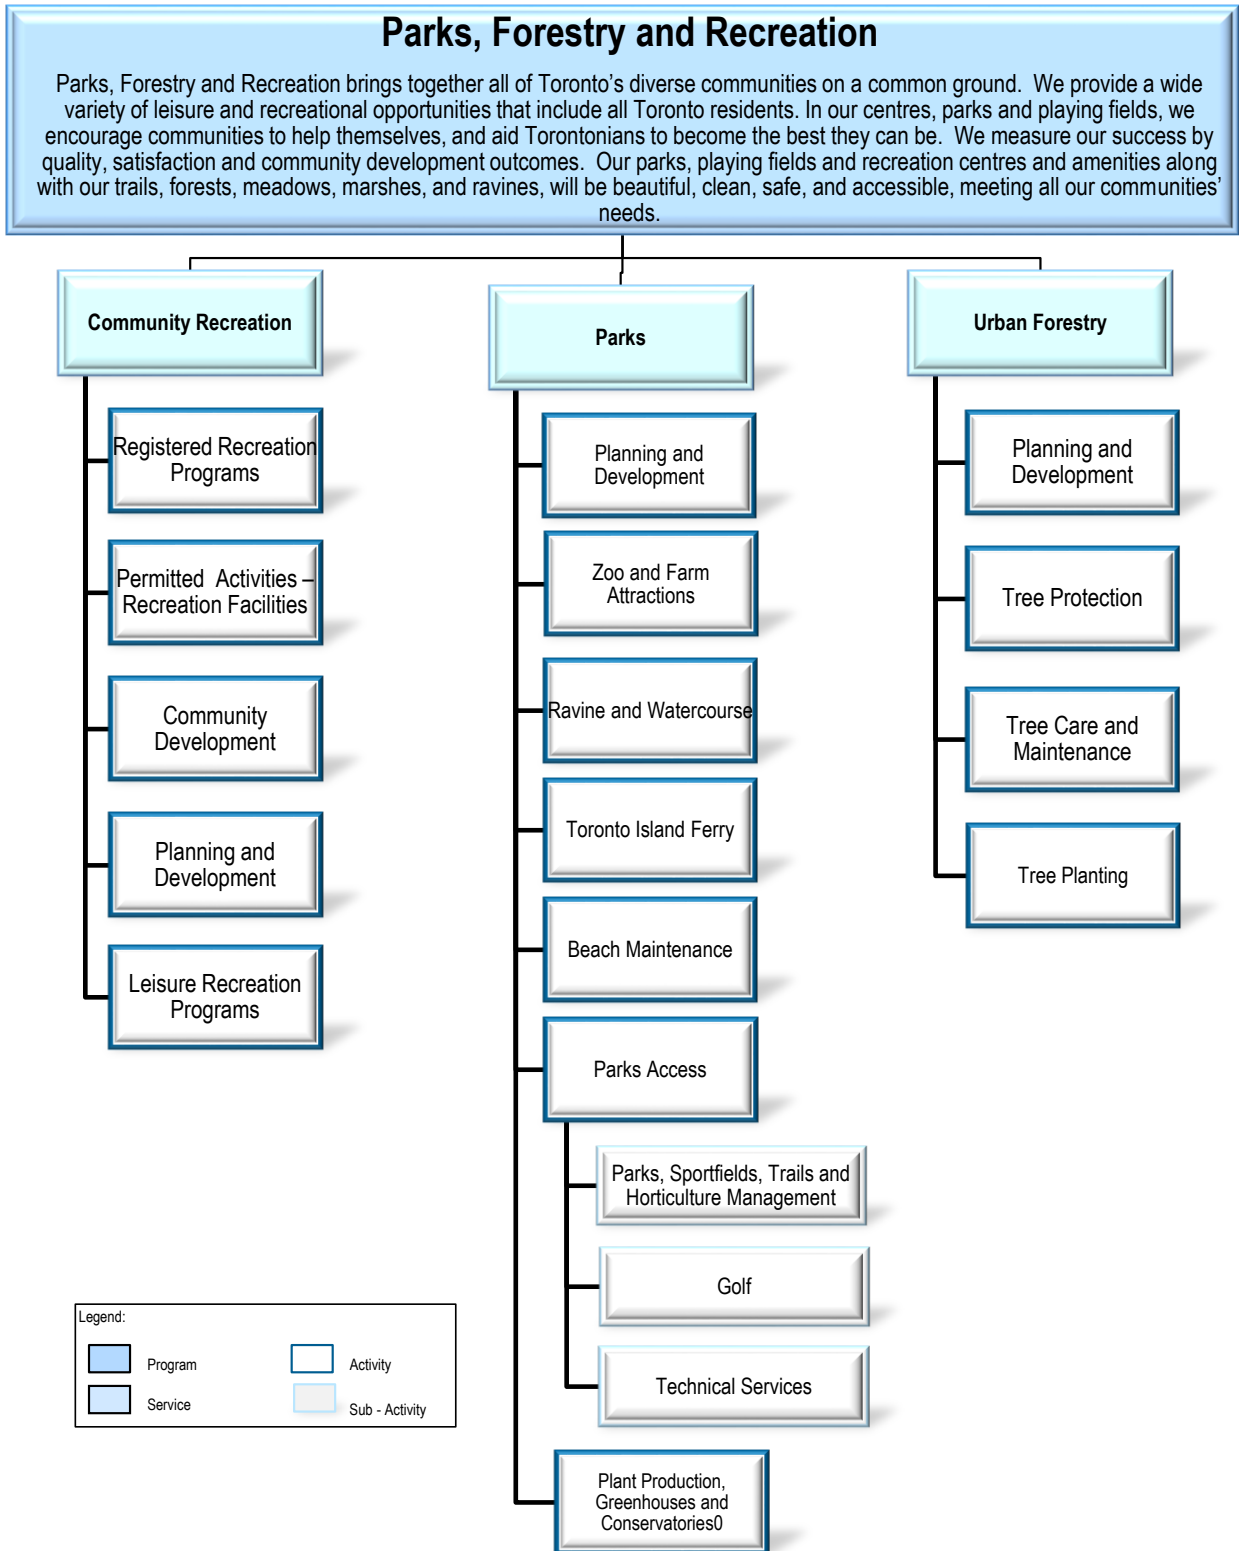 Parks, Forestry and Recreation
Parks, Forestry and Recreation brings together all of Toronto's diverse communities on a common ground.  We provide a wide
variety of leisure and recreational opportunities that include all Toronto residents. In our centres, parks and playing fields, we
encourage communities to help themselves, and aid Torontonians to become the best they can be.  We measure our success by
quality, satisfaction and community development outcomes.  Our parks, playing fields and recreation centres and amenities along
with our trails, forests, meadows, marshes, and ravines, will be beautiful, clean, safe, and accessible, meeting all our communities'
needs.
Community Recreation
Registered Recreation
Programs
Permitted  Activities –
Recreation Facilities
Community
Development
Planning and
Development
Leisure Recreation
Programs
Parks
Planning and
Development
Zoo and Farm
Attractions
Ravine and Watercourse
Toronto Island Ferry
Beach Maintenance
Parks Access
Parks, Sportfields, Trails and
Horticulture Management
Golf
Technical Services
Plant Production,
Greenhouses and
Conservatories0
Urban Forestry
Planning and
Development
Tree Protection
Tree Care and
Maintenance
Tree Planting
Legend:
Program
Activity
Service
Sub - Activity